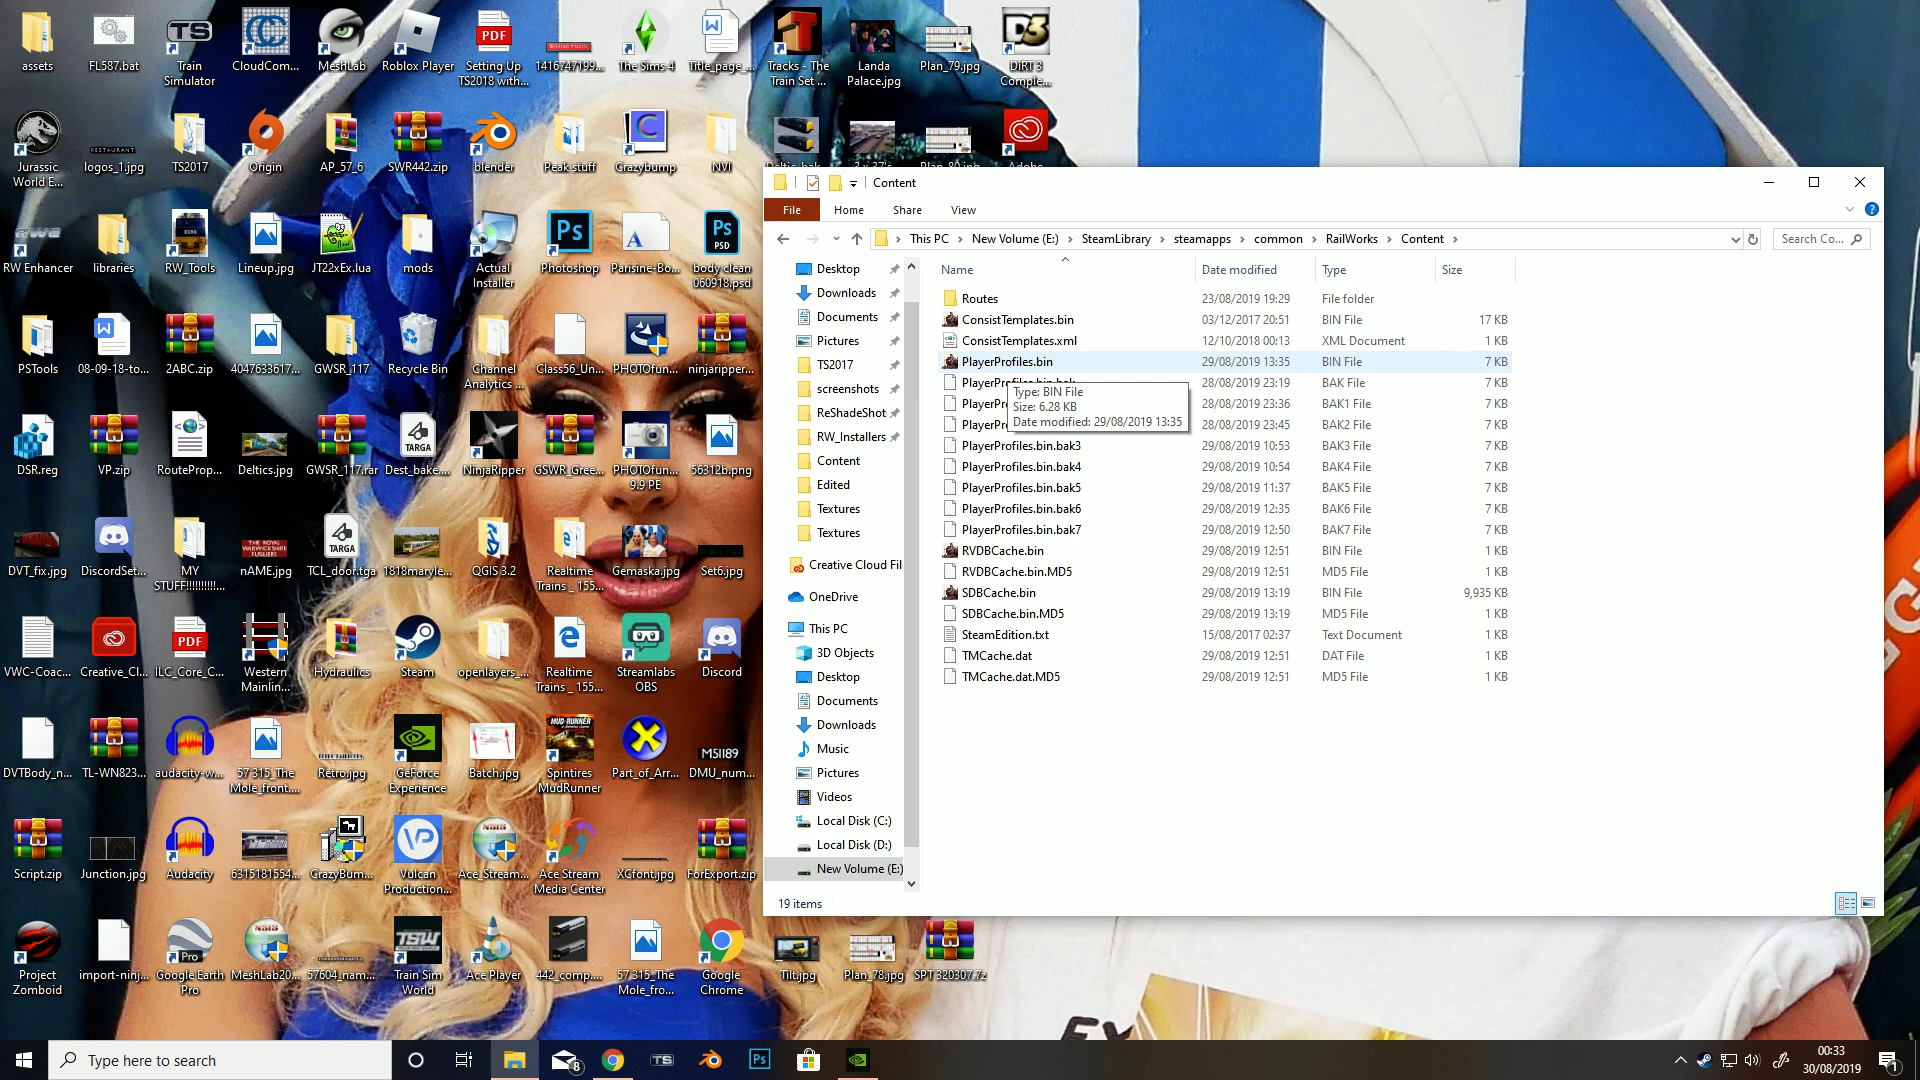 assets
FL587.bat
Train
Simulator
CloudCom...
MeshLab
Roblox Player
Setting Up
TS2018 with...
1416747199...
The Sims 4
Title_page_...
Tracks - The
Train Set ...
Landa
Palace.jpg
Plan_79.jpg
DiRT 3
Comple...
Jurassic
World E...
logos_1.jpg
TS2017
Origin
AP_57_6
SWR442.zip
blender
Peak stuff
Crazybump
NVI
RW Enhancer
libraries
RW_Tools
Lineup.jpg
JT22xEx.lua
mods
Actual
Installer
Photoshop
Parisine-Bo...
body clean
060918.psd
PSTools
08-09-18-to...
2ABC.zip
4047633617...
GWSR_117
Recycle Bin
Channel
Analytics ...
Class56_Un...
PHOTOfun...
ninjaripper...
DSR.reg
VP.zip
RouteProp...
Deltics.jpg
GWSR_117.rar
Dest_bake....
NinjaRipper
GSWR_Gree...
PHOTOfun...
9.9 PE
56312b.png
DVT_fix.jpg
DiscordSet...
MY
STUFF!!!!!!!!!!...
nAME.jpg
TCL_door.tga
1818maryle...
QGIS 3.2
Realtime
Trains _ 155...
Gemaska.jpg
Set6.jpg
VWC-Coac...
Creative_Cl...
ILC_Core_C...
Western
Mainlin...
Hydraulics
Steam
openlayers_...
Realtime
Trains _ 155...
Streamlabs
OBS
Discord
DVTBody_n...
TL-WN823...
audacity-w...
57 315_The
Mole_front....
Retro.jpg
GeForce
Experience
Batch.jpg
Spintires
MudRunner
Part_of_Arr...
DMU_num...
Script.zip
Junction.jpg
Audacity
6315181554...
CrazyBum...
Vulcan
Production...
Ace_Stream...
Ace Stream
Media Center
XCfont.jpg
ForExport.zip
Project
Zomboid
import-ninj...
Google Earth
Pro
MeshLab20...
57604_nam...
Train Sim
World
Ace Player
442_comp....
57 315_The
Mole_fro...
Google
Chrome
Tilt.jpg
Plan_78.jpg
SPT 320307.7z
Content
File
Home
Share
View
This PC
New Volume (E:)
SteamLibrary
steamapps
common
RailWorks
Content
Search Co...
Desktop
Downloads
Documents
Pictures
TS2017
screenshots
ReShadeShot
RW_Installers
Content
Edited
Textures
Textures
Creative Cloud Fil
OneDrive
This PC
3D Objects
Desktop
Documents
Downloads
Music
Pictures
Videos
Local Disk (C:)
Local Disk (D:)
New Volume (E:)
Name Date modified Type Size
Routes 23/08/2019 19:29 File folder
ConsistTemplates.bin 03/12/2017 20:51 BIN File 17 KB
ConsistTemplates.xml 12/10/2018 00:13 XML Document 1 KB
PlayerProfiles.bin 29/08/2019 13:35 BIN File 7 KB
PlayerProfiles.bin.bak 28/08/2019 23:19 BAK File 7 KB
PlayerPro 28/08/2019 23:36 BAK1 File 7 KB
PlayerPro 28/08/2019 23:45 BAK2 File 7 KB
Type: BIN File
Size: 6.28 KB
Date modified: 29/08/2019 13:35
PlayerProfiles.bin.bak3 29/08/2019 10:53 BAK3 File 7 KB
PlayerProfiles.bin.bak4 29/08/2019 10:54 BAK4 File 7 KB
PlayerProfiles.bin.bak5 29/08/2019 11:37 BAK5 File 7 KB
PlayerProfiles.bin.bak6 29/08/2019 12:35 BAK6 File 7 KB
PlayerProfiles.bin.bak7 29/08/2019 12:50 BAK7 File 7 KB
RVDBCache.bin 29/08/2019 12:51 BIN File 1 KB
RVDBCache.bin.MD5 29/08/2019 12:51 MD5 File 1 KB
SDBCache.bin 29/08/2019 13:19 BIN File 9,935 KB
SDBCache.bin.MD5 29/08/2019 13:19 MD5 File 1 KB
SteamEdition.txt 15/08/2017 02:37 Text Document 1 KB
TMCache.dat 29/08/2019 12:51 DAT File 1 KB
TMCache.dat.MD5 29/08/2019 12:51 MD5 File 1 KB
19 items
Type here to search
00:33
30/08/2019